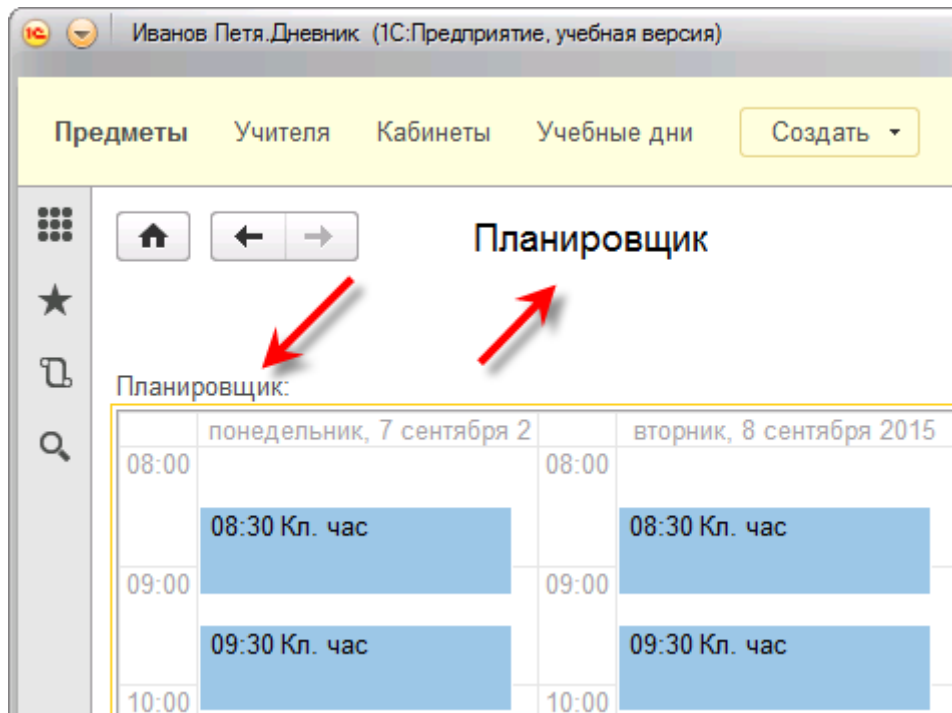 1С Иванов Петя.Дневник (1С:Предприятие, учебная версия)
Предметы Учителя Кабинеты Учебные дни Создать
Планировщик
Планировщик:
понедельник, 7 сентября 2 вторник, 8 сентября 2015
08:00 08:00
08:30 Кл. час 08:30 Кл. час
09:00 09:00
09:30 Кл. час 09:30 Кл. час
10:00 10:00